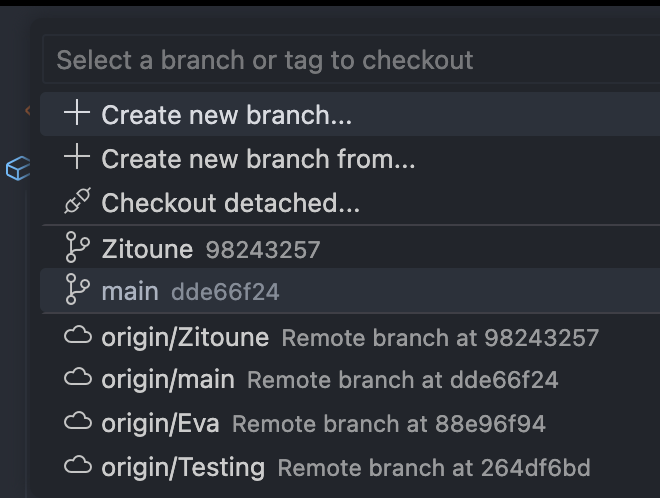 Select a branch or tag to checkout
Create new branch...
Create new branch from...
Checkout detached...
Zitoune 98243257
main dde66f24
origin/Zitoune Remote branch at 98243257
origin/main Remote branch at dde66f24
origin/Eva Remote branch at 88e96f94
origin/Testing Remote branch at 264df6bd